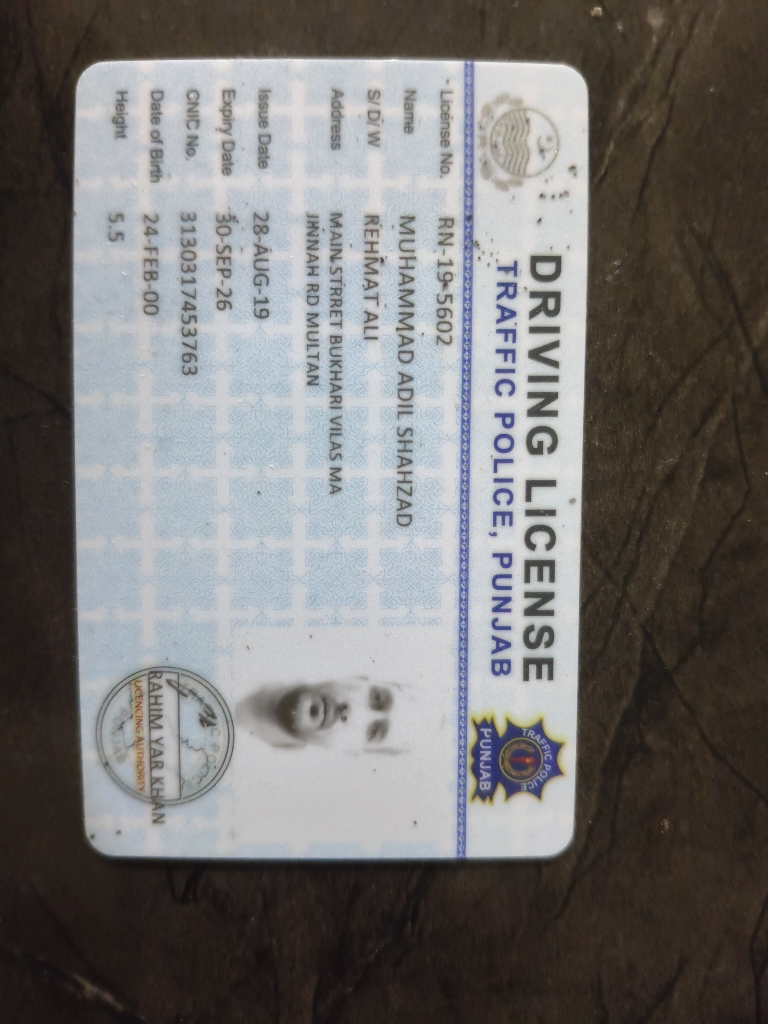 DRIVING LICENSE
TRAFFIC POLICE, PUNJAB
TRAFFIC POLICE
PUNJAB
License No. RN-19-5602
Name MUHAMMAD ADIL SHAHZAD
S/D/W REHMAT ALI
Address MAIN STRRET BUKHARI VILAS MA
JINNAH RD MULTAN
Issue Date 28-AUG-19
Expiry Date 30-SEP-26
CNIC No. 3130317453763
Date of Birth 24-FEB-00
Height 5.5
RAHIM YAR KHAN
LICENCING AUTHORITY